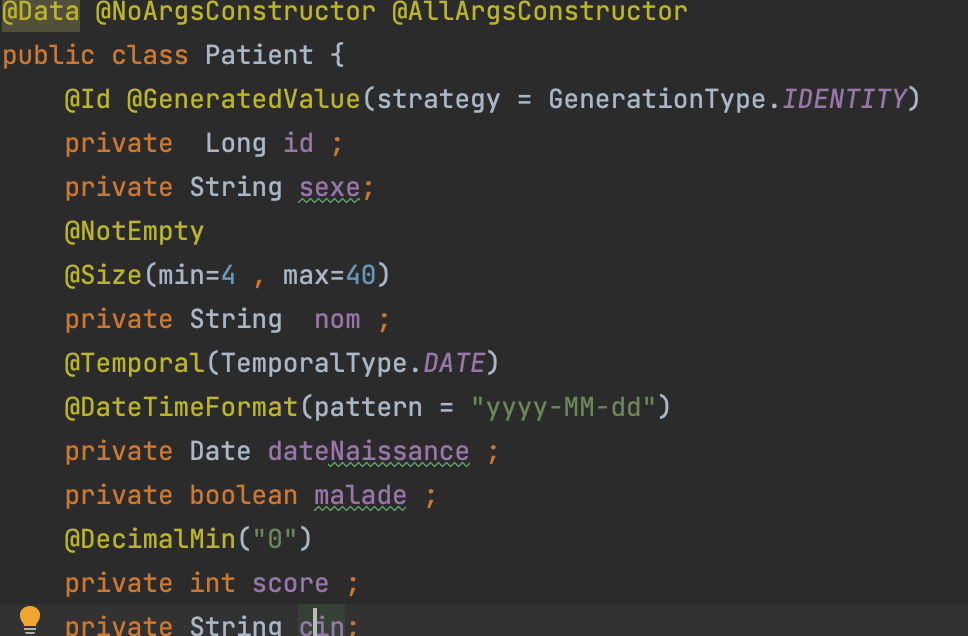 @Data @NoArgsConstructor @AllArgsConstructor
public class Patient {
@Id @GeneratedValue(strategy = GenerationType.IDENTITY)
private  Long id ;
private String sexe;
@NotEmpty
@Size(min=4 , max=40)
private String  nom ;
@Temporal(TemporalType.DATE)
@DateTimeFormat(pattern = "yyyy-MM-dd")
private Date dateNaissance ;
private boolean malade ;
@DecimalMin("0")
private int score ;
private String cin;